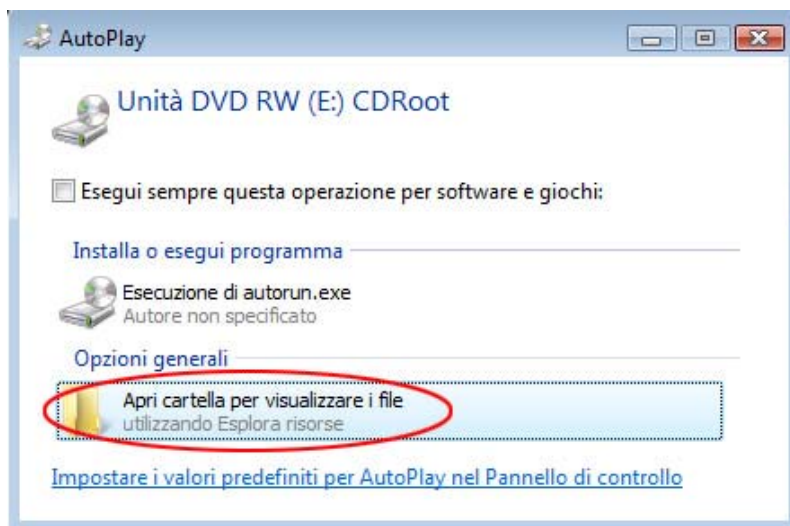 AutoPlay
Unità DVD RW (E:) CDRoot
Esegui sempre questa operazione per software e giochi:
Installa o esegui programma
Esecuzione di autorun.exe
Autore non specificato
Opzioni generali
Apri cartella per visualizzare i file
utilizzando Esplora risorse
Impostare i valori predefiniti per AutoPlay nel Pannello di controllo